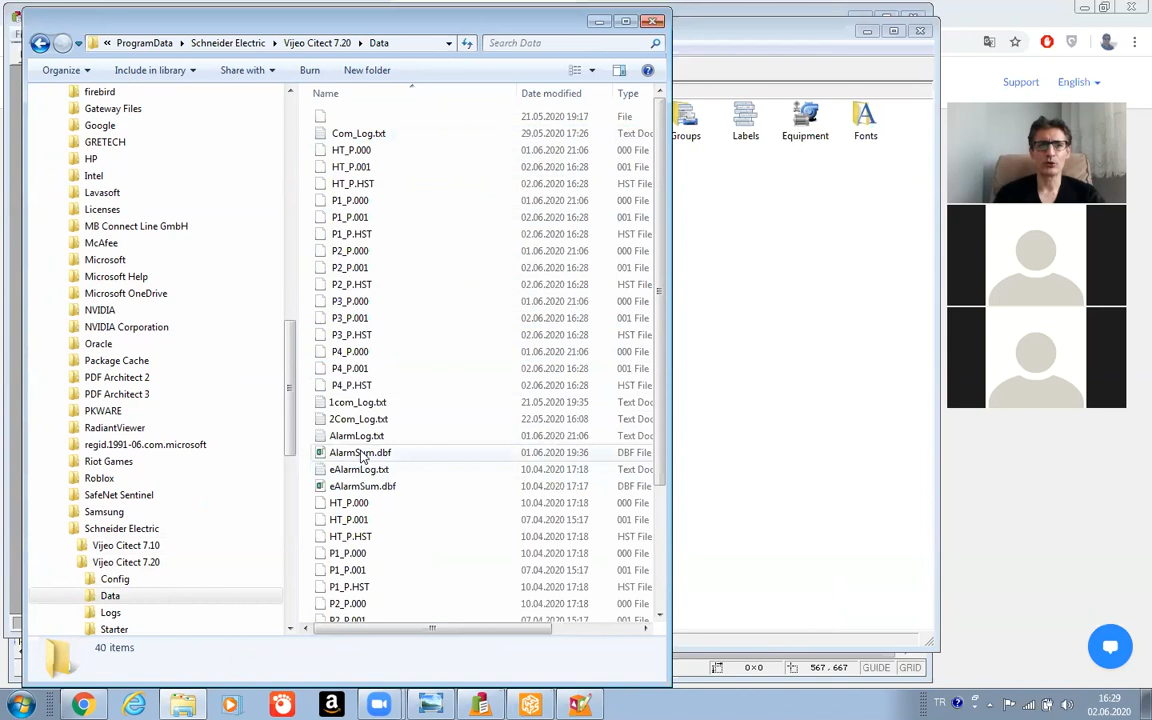 « ProgramData Schneider Electric Vijeo Citect 7.20 Data
Search Data
Support English
Organize Include in library Share with Burn New folder
firebird
Gateway Files
Google
GRETECH
HP
Intel
Lavasoft
Licenses
MB Connect Line GmbH
McAfee
Microsoft
Microsoft Help
Microsoft OneDrive
NVIDIA
NVIDIA Corporation
Oracle
Package Cache
PDF Architect 2
PDF Architect 3
PKWARE
RadiantViewer
regid.1991-06.com.microsoft
Riot Games
Roblox
SafeNet Sentinel
Samsung
Schneider Electric
Vijeo Citect 7.10
Vijeo Citect 7.20
Config
Data
Logs
Starter
Name Date modified Type
21.05.2020 19:17 File
Com_Log.txt 29.05.2020 17:26 Text Doc
HT_P.000 01.06.2020 21:06 000 File
HT_P.001 02.06.2020 16:28 001 File
HT_P.HST 02.06.2020 16:28 HST File
P1_P.000 01.06.2020 21:06 000 File
P1_P.001 02.06.2020 16:28 001 File
P1_P.HST 02.06.2020 16:28 HST File
P2_P.000 01.06.2020 21:06 000 File
P2_P.001 02.06.2020 16:28 001 File
P2_P.HST 02.06.2020 16:28 HST File
P3_P.000 01.06.2020 21:06 000 File
P3_P.001 02.06.2020 16:28 001 File
P3_P.HST 02.06.2020 16:28 HST File
P4_P.000 01.06.2020 21:06 000 File
P4_P.001 02.06.2020 16:28 001 File
P4_P.HST 02.06.2020 16:28 HST File
1com_Log.txt 21.05.2020 19:35 Text Doc
2Com_Log.txt 22.05.2020 16:08 Text Doc
AlarmLog.txt 01.06.2020 21:06 Text Doc
AlarmSum.dbf 01.06.2020 19:36 DBF File
eAlarmLog.txt 10.04.2020 17:18 Text Doc
eAlarmSum.dbf 10.04.2020 17:17 DBF File
HT_P.000 10.04.2020 17:18 000 File
HT_P.001 07.04.2020 15:17 001 File
HT_P.HST 10.04.2020 17:18 HST File
P1_P.000 10.04.2020 17:18 000 File
P1_P.001 07.04.2020 15:17 001 File
P1_P.HST 10.04.2020 17:18 HST File
P2_P.000 10.04.2020 17:18 000 File
P2_P.001 07.04.2020 15:17 001 File
Groups Labels Equipment Fonts
40 items
0×0 567, 667 GUIDE GRID
TR 16:29
02.06.2020